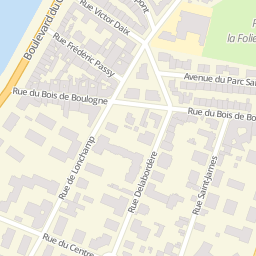 Rue Victor Daix
pont
la Folie
Boulevard du
Rue Frédéric Passy
Avenue du Parc Sai
Rue du Bois de Boulogne
Rue du Bois de Bo
Rue de Longchamp
Rue Delabordère
Rue Saint-James
Rue du Centre